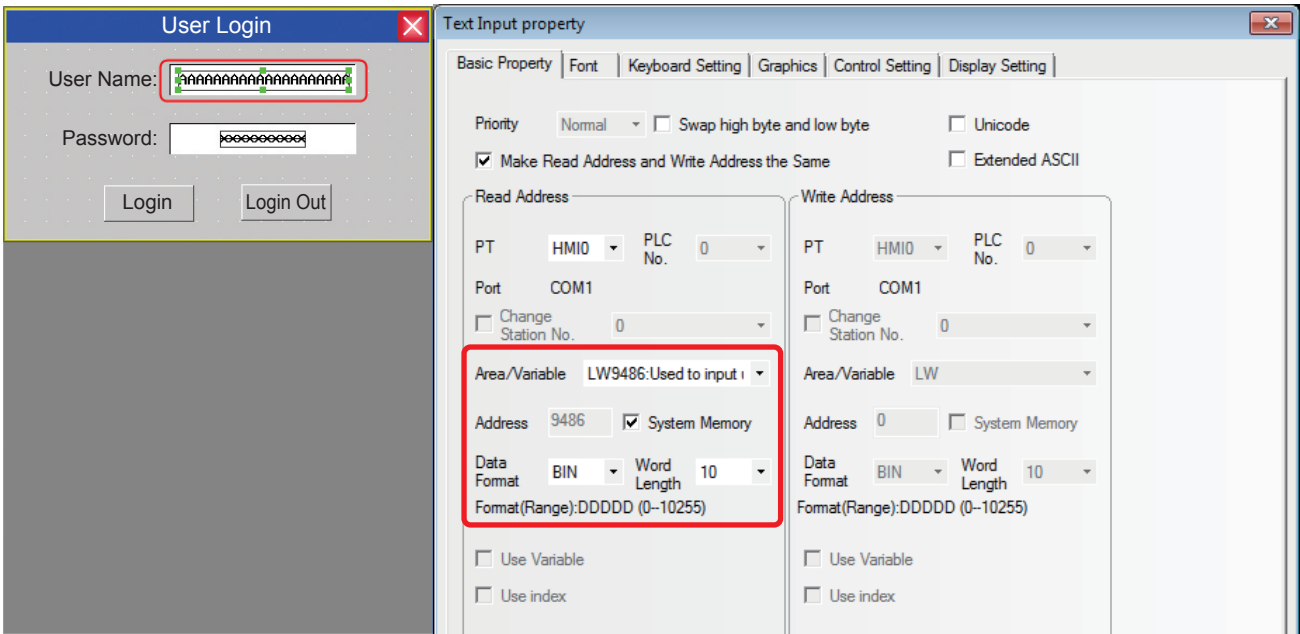 User Login
User Name: AAAAAAAAAAAAAAAAAAAA
Password: XXXXXXXXXX
Login Login Out
Text Input property
Basic Property Font Keyboard Setting Graphics Control Setting Display Setting
Priority Normal Swap high byte and low byte Unicode
Make Read Address and Write Address the Same Extended ASCII
Read Address
PT HMI0 PLC No. 0
Port COM1
Change Station No. 0
Area/Variable LW9486:Used to input
Address 9486 System Memory
Data Format BIN Word Length 10
Format(Range):DDDDD (0--10255)
Use Variable
Use index
Write Address
PT HMI0 PLC No. 0
Port COM1
Change Station No. 0
Area/Variable LW
Address 0 System Memory
Data Format BIN Word Length 10
Format(Range):DDDDD (0--10255)
Use Variable
Use index